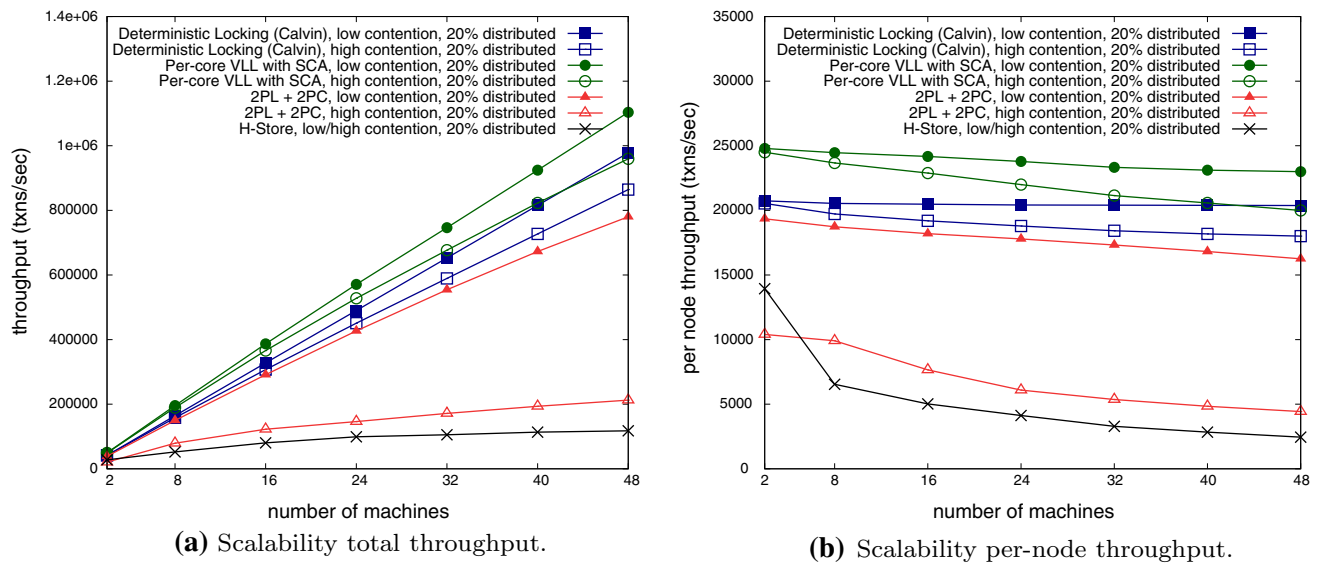 1.4e+06
1.2e+06
1e+06
800000
600000
400000
200000
0
throughput (txns/sec)
Deterministic Locking (Calvin), low contention, 20% distributed
Deterministic Locking (Calvin), high contention, 20% distributed
Per-core VLL with SCA, low contention, 20% distributed
Per-core VLL with SCA, high contention, 20% distributed
2PL + 2PC, low contention, 20% distributed
2PL + 2PC, high contention, 20% distributed
H-Store, low/high contention, 20% distributed
2 8 16 24 32 40 48
number of machines
(a) Scalability total throughput.
35000
30000
25000
20000
15000
10000
5000
0
per node throughput (txns/sec)
Deterministic Locking (Calvin), low contention, 20% distributed
Deterministic Locking (Calvin), high contention, 20% distributed
Per-core VLL with SCA, low contention, 20% distributed
Per-core VLL with SCA, high contention, 20% distributed
2PL + 2PC, low contention, 20% distributed
2PL + 2PC, high contention, 20% distributed
H-Store, low/high contention, 20% distributed
2 8 16 24 32 40 48
number of machines
(b) Scalability per-node throughput.